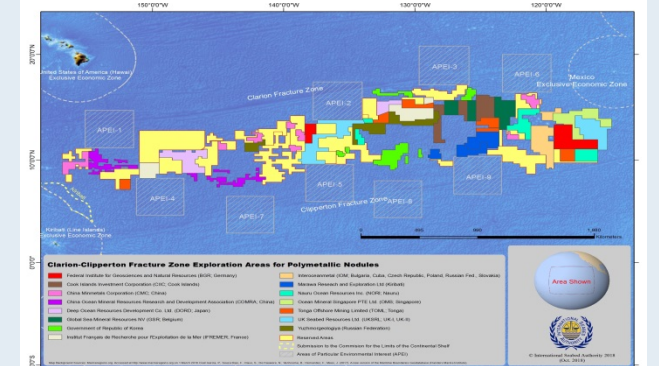 150°0'0"W 140°0'0"W 130°0'0"W 120°0'0"W
20°0'0"N
10°0'0"N
0°0'0"
APEI-3
APEI-6
United States of America (Hawaii)
Exclusive Economic Zone
Mexico
Exclusive Economic Zone
Clarion Fracture Zone
APEI-2
APEI-1
APEI-5
APEI-9
APEI-4
Clipperton Fracture Zone
APEI-8
APEI-7
Kiribati (Line Islands)
Exclusive Economic Zone
Kilometers
Clarion-Clipperton Fracture Zone Exploration Areas for Polymetallic Nodules
Federal Institute for Geosciences and Natural Resources (BGR, Germany)
Cook Islands Investment Corporation (CIIC, Cook Islands)
China Minmetals Corporation (CMC, China)
China Ocean Mineral Resources Research and Development Association (COMRA, China)
Deep Ocean Resources Development Co. Ltd. (DORD, Japan)
Global Sea Mineral Resources NV (GSR, Belgium)
Government of Republic of Korea
Institut Français de Recherche pour l'Exploitation de la Mer (IFREMER, France)
Interoceanmetal (IOM, Bulgaria, Cuba, Czech Republic, Poland, Russian Fed., Slovakia)
Marawa Research and Exploration Ltd (Kiribati)
Nauru Ocean Resources Inc. (NORI, Nauru)
Ocean Mineral Singapore PTE Ltd. (OMS, Singapore)
Tonga Offshore Mining Limited (TOML, Tonga)
UK Seabed Resources Ltd. (UKSRL, UK-I, UK-II)
Yuzhmorgeologiya (Russian Federation)
Reserved Areas
Submission to the Commission for the Limits of the Continental Shelf
Areas of Particular Environmental Interest (APEI)
Area Shown
© International Seabed Authority 2018
(Oct. 2018)